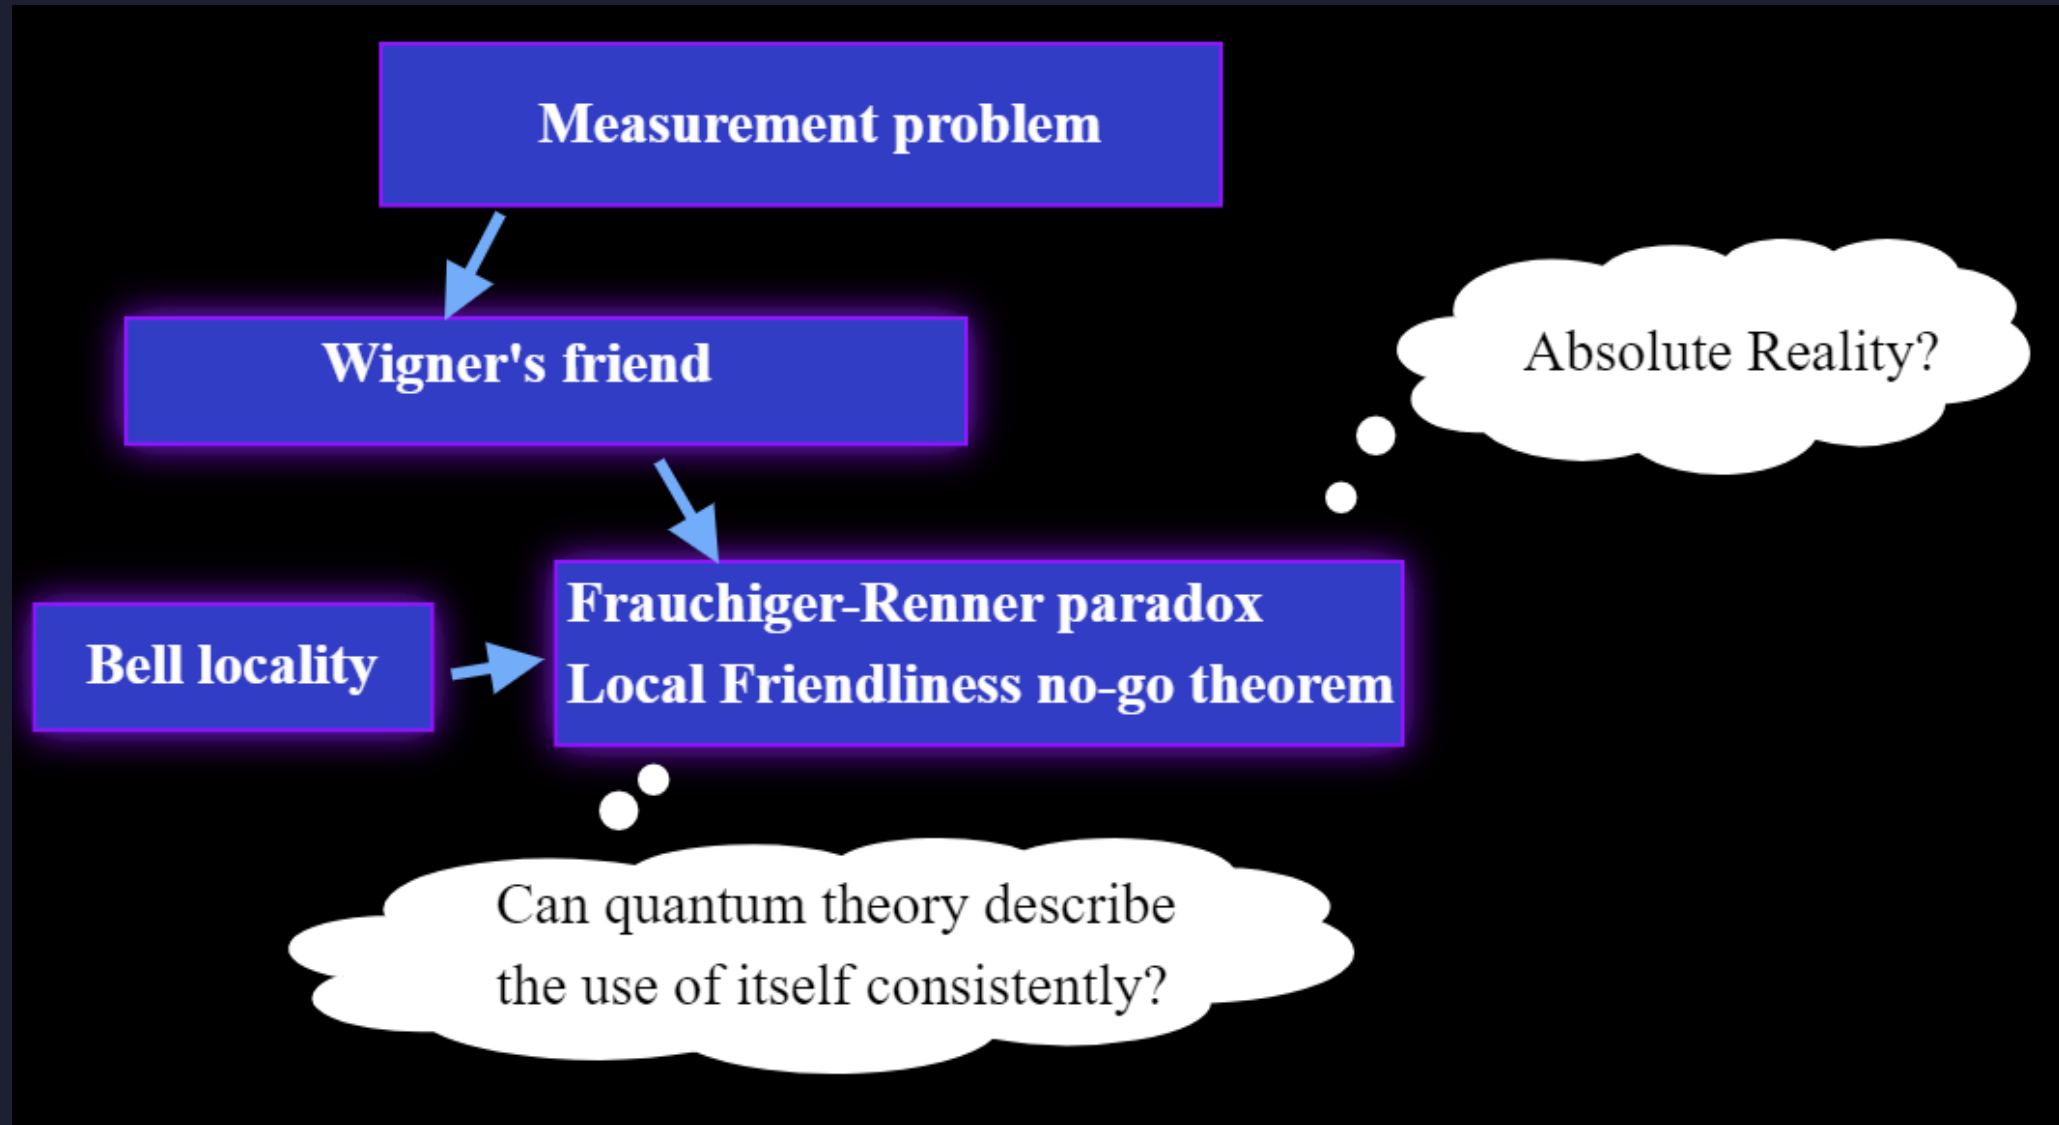 Measurement problem
Wigner's friend
Absolute Reality?
Bell locality
Frauchiger-Renner paradox
Local Friendliness no-go theorem
Can quantum theory describe
the use of itself consistently?